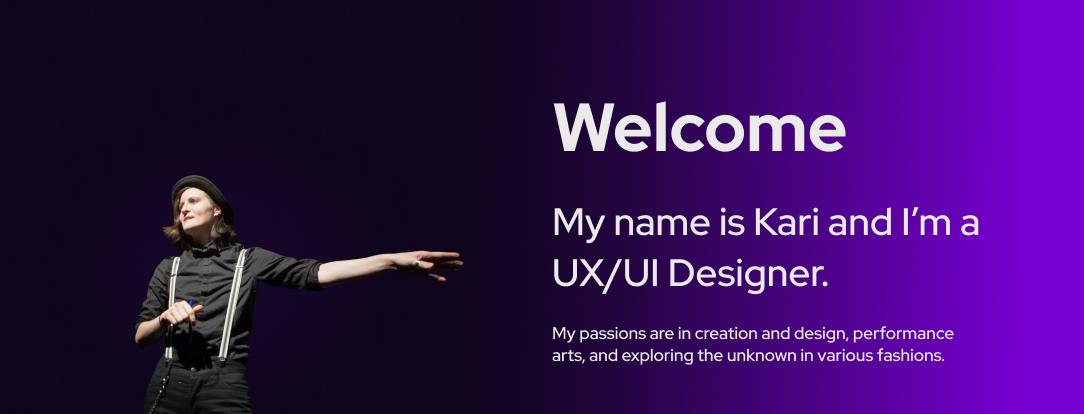 Welcome
My name is Kari and I’m a
UX/UI Designer.
My passions are in creation and design, performance
arts, and exploring the unknown in various fashions.